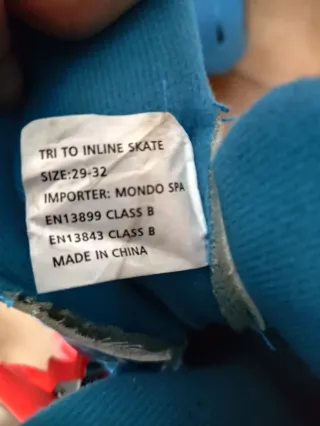 TRI TO INLINE SKATE
SIZE:29-32
IMPORTER: MONDO SPA
EN13899 CLASS B
EN13843 CLASS B
MADE IN CHINA